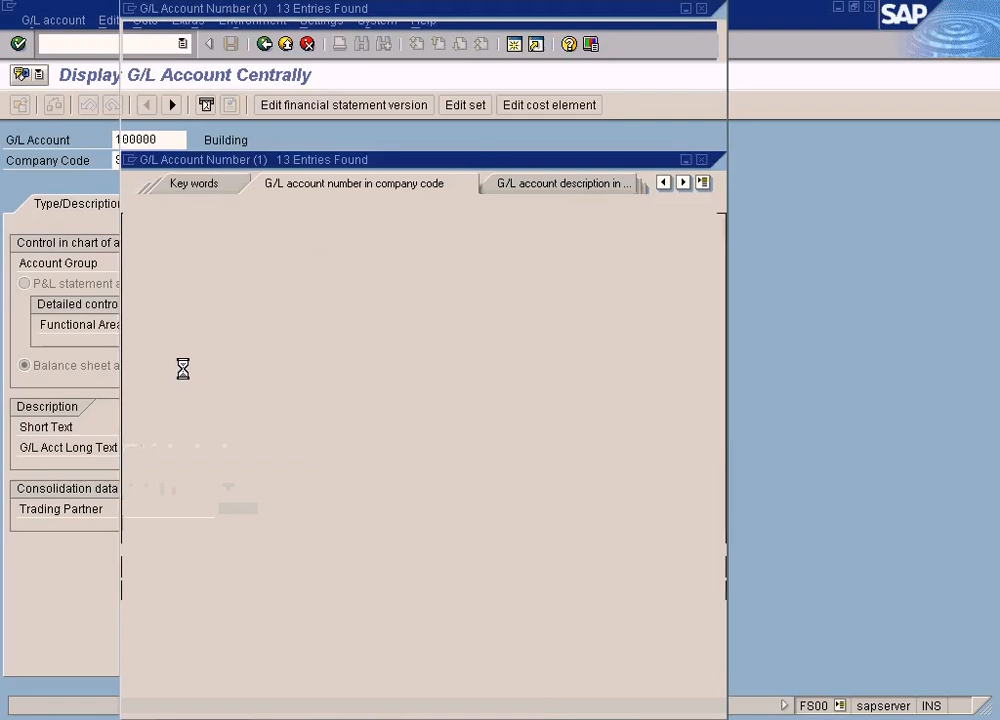 G/L Account Number (1)   13 Entries Found
G/L account
SAP
Display G/L Account Centrally
Edit financial statement version
Edit set
Edit cost element
G/L Account 100000 Building
Company Code
G/L Account Number (1)   13 Entries Found
Key words
G/L account number in company code
G/L account description in ...
Type/Description
Control in chart of a
Account Group
P&L statement a
Detailed contro
Functional Area
Balance sheet a
Description
Short Text
G/L Acct Long Text
Consolidation data
Trading Partner
FS00
sapserver
INS